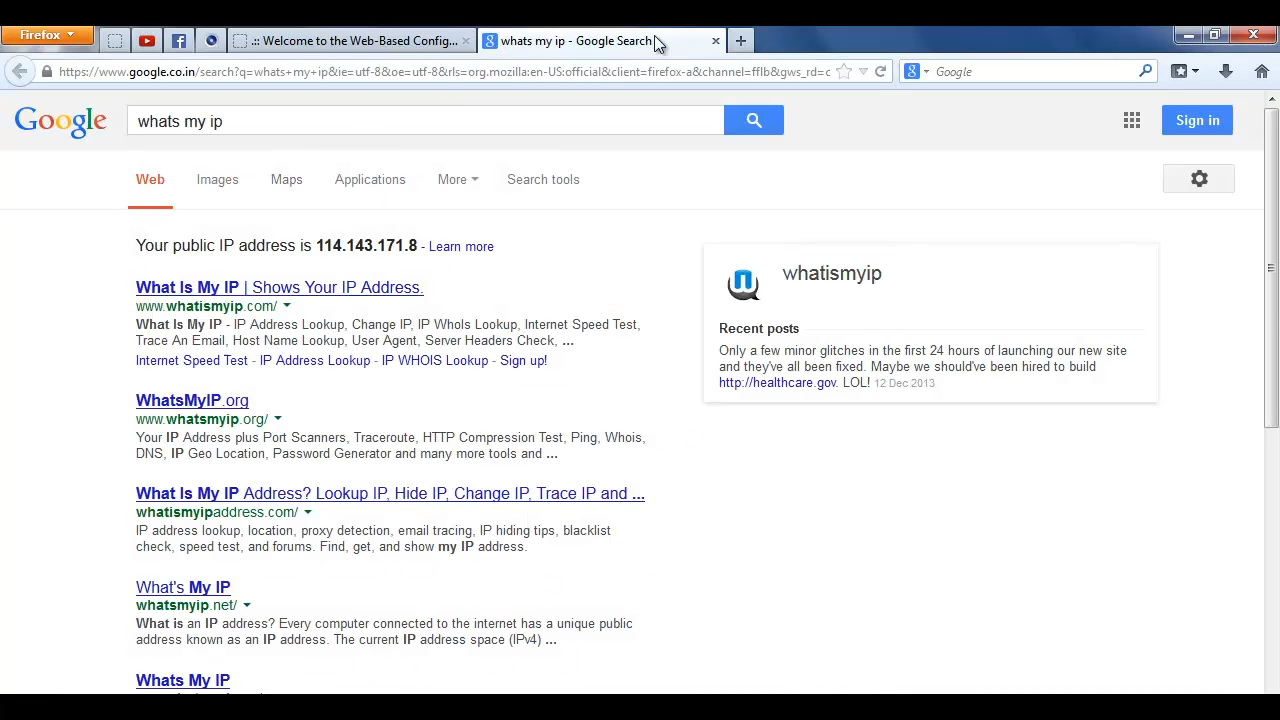 Firefox
.:: Welcome to the Web-Based Config...
whats my ip - Google Search
https://www.google.co.in/search?q=whats+my+ip&ie=utf-8&oe=utf-8&rls=org.mozilla:en-US:official&client=firefox-a&channel=fflb&gws_rd=c
Google
Google
whats my ip
Sign in
Web
Images
Maps
Applications
More
Search tools
Your public IP address is 114.143.171.8 - Learn more
What Is My IP | Shows Your IP Address.
www.whatismyip.com/
What Is My IP - IP Address Lookup, Change IP, IP WhoIs Lookup, Internet Speed Test,
Trace An Email, Host Name Lookup, User Agent, Server Headers Check, ...
Internet Speed Test - IP Address Lookup - IP WHOIS Lookup - Sign up!
WhatsMyIP.org
www.whatsmyip.org/
Your IP Address plus Port Scanners, Traceroute, HTTP Compression Test, Ping, Whois,
DNS, IP Geo Location, Password Generator and many more tools and ...
What Is My IP Address? Lookup IP, Hide IP, Change IP, Trace IP and ...
whatismyipaddress.com/
IP address lookup, location, proxy detection, email tracing, IP hiding tips, blacklist
check, speed test, and forums. Find, get, and show my IP address.
What's My IP
whatsmyip.net/
What is an IP address? Every computer connected to the internet has a unique public
address known as an IP address. The current IP address space (IPv4) ...
Whats My IP
whatismyip
Recent posts
Only a few minor glitches in the first 24 hours of launching our new site
and they've all been fixed. Maybe we should've been hired to build
http://healthcare.gov. LOL! 12 Dec 2013